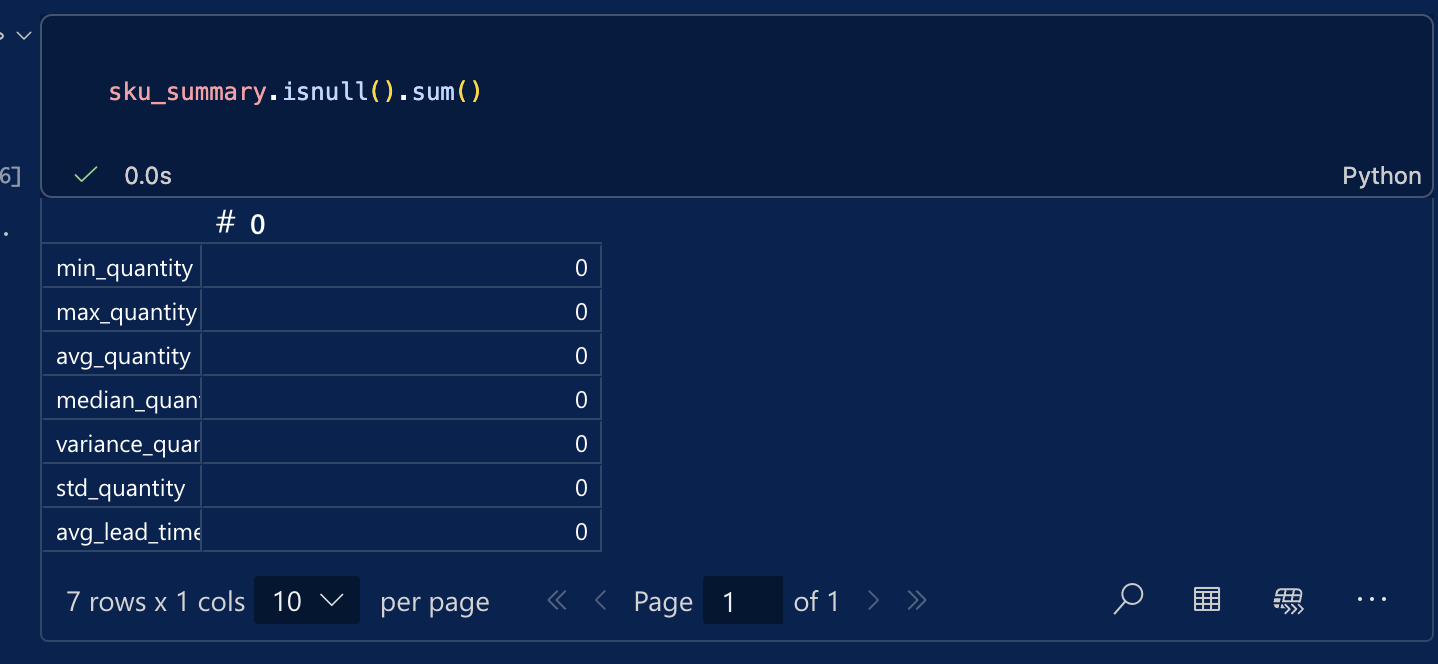 sku_summary.isnull().sum()
6]
0.0s
Python
# 0
min_quantity 0
max_quantity 0
avg_quantity 0
median_quan 0
variance_quar 0
std_quantity 0
avg_lead_time 0
7 rows x 1 cols 10 per page « < Page 1 of 1 > » ...